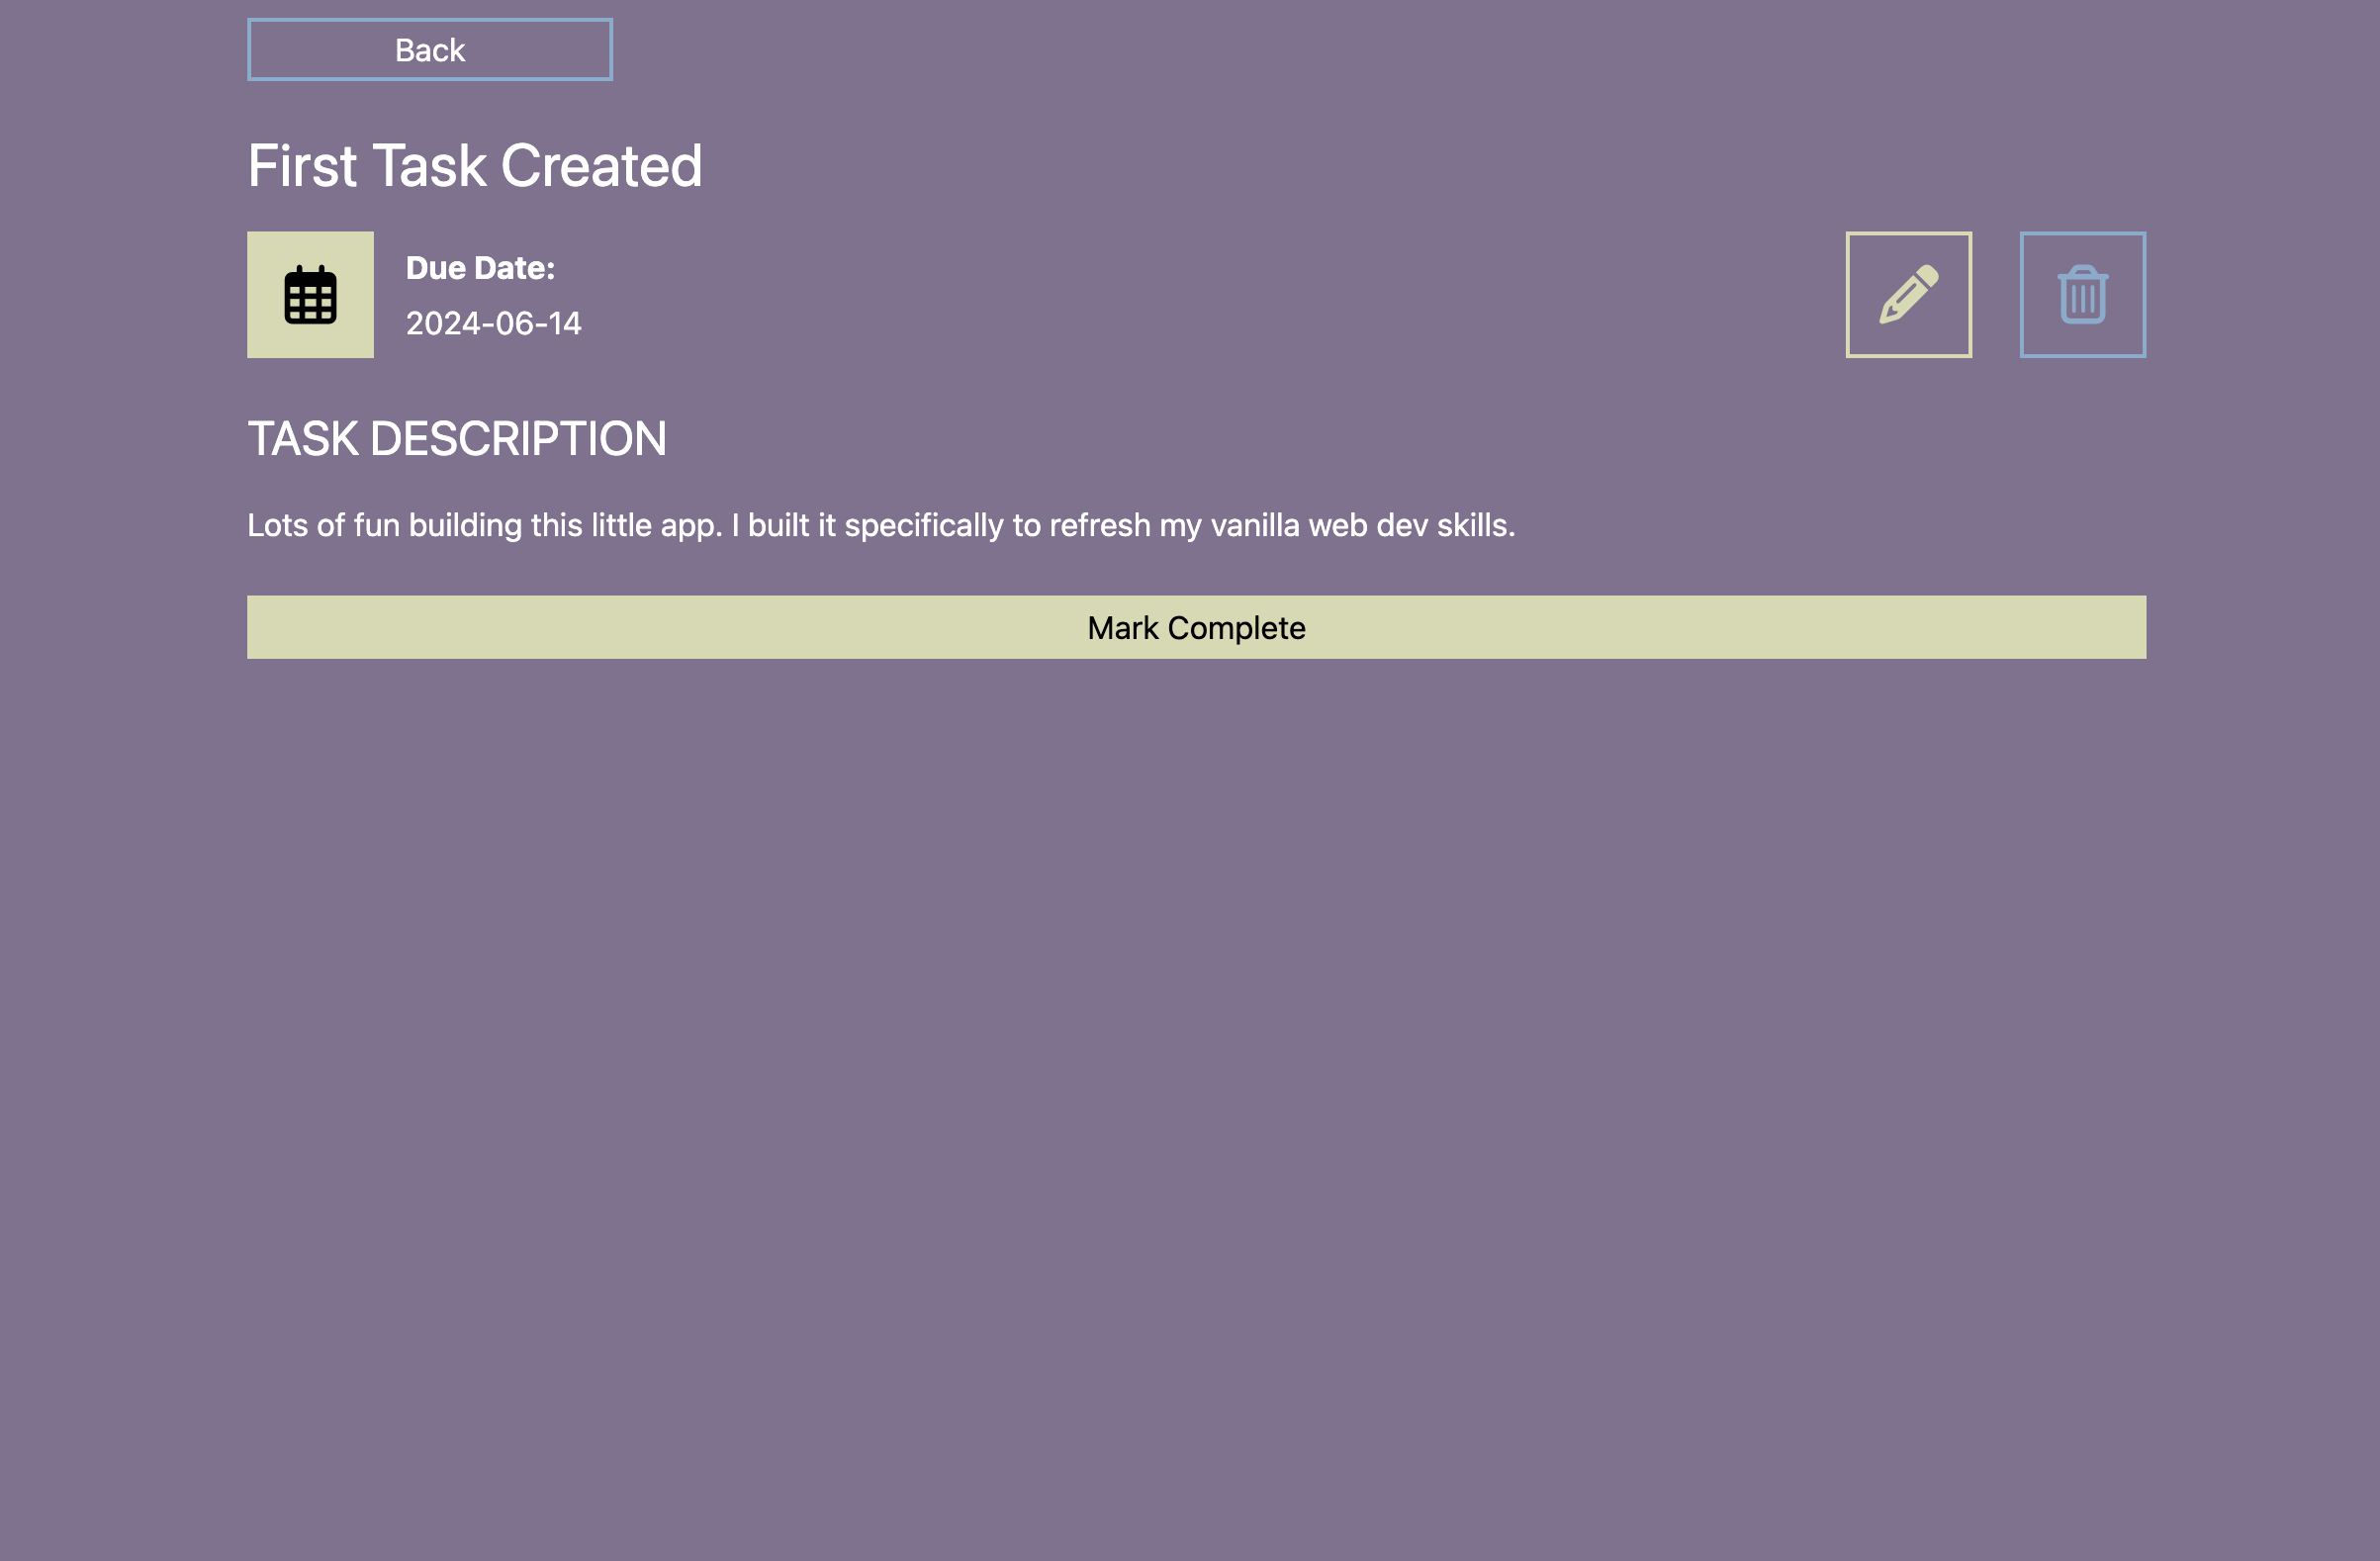 Back
First Task Created
Due Date:
2024-06-14
TASK DESCRIPTION
Lots of fun building this little app. I built it specifically to refresh my vanilla web dev skills.
Mark Complete